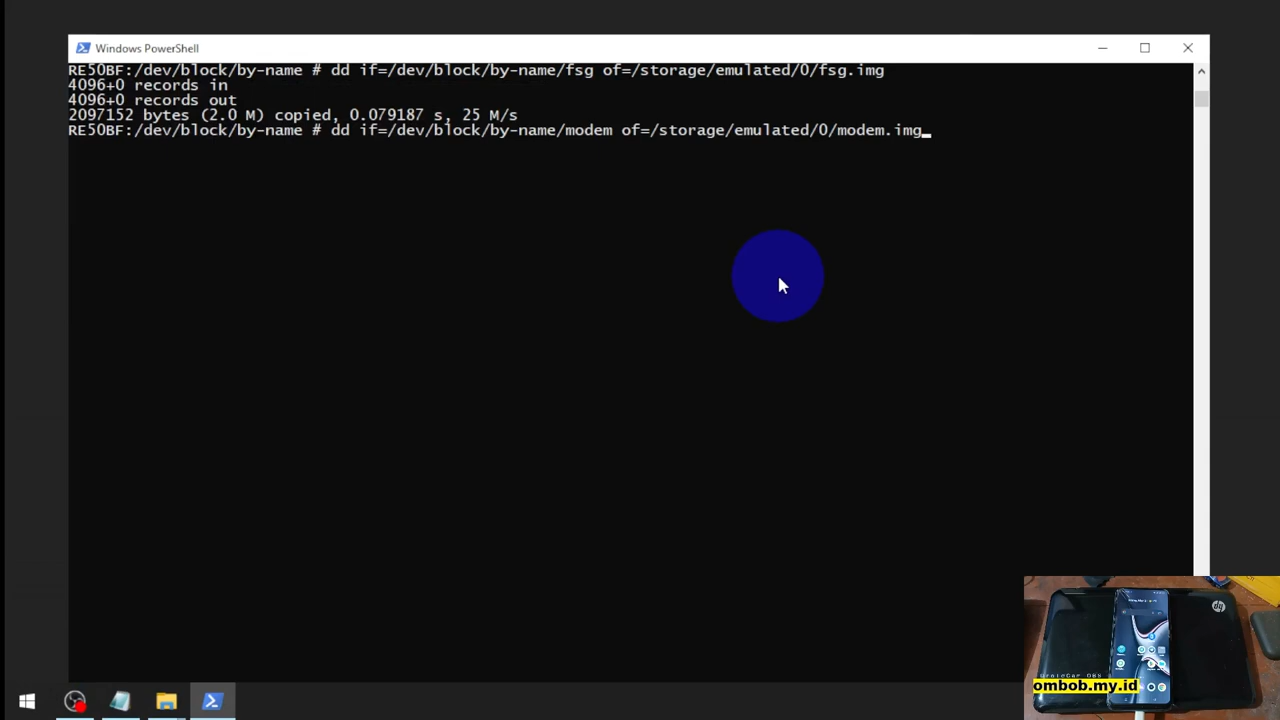 Windows PowerShell
RE50BF:/dev/block/by-name # dd if=/dev/block/by-name/fsg of=/storage/emulated/0/fsg.img
4096+0 records in
4096+0 records out
2097152 bytes (2.0 M) copied, 0.079187 s, 25 M/s
RE50BF:/dev/block/by-name # dd if=/dev/block/by-name/modem of=/storage/emulated/0/modem.img
hp
ombob.my.id